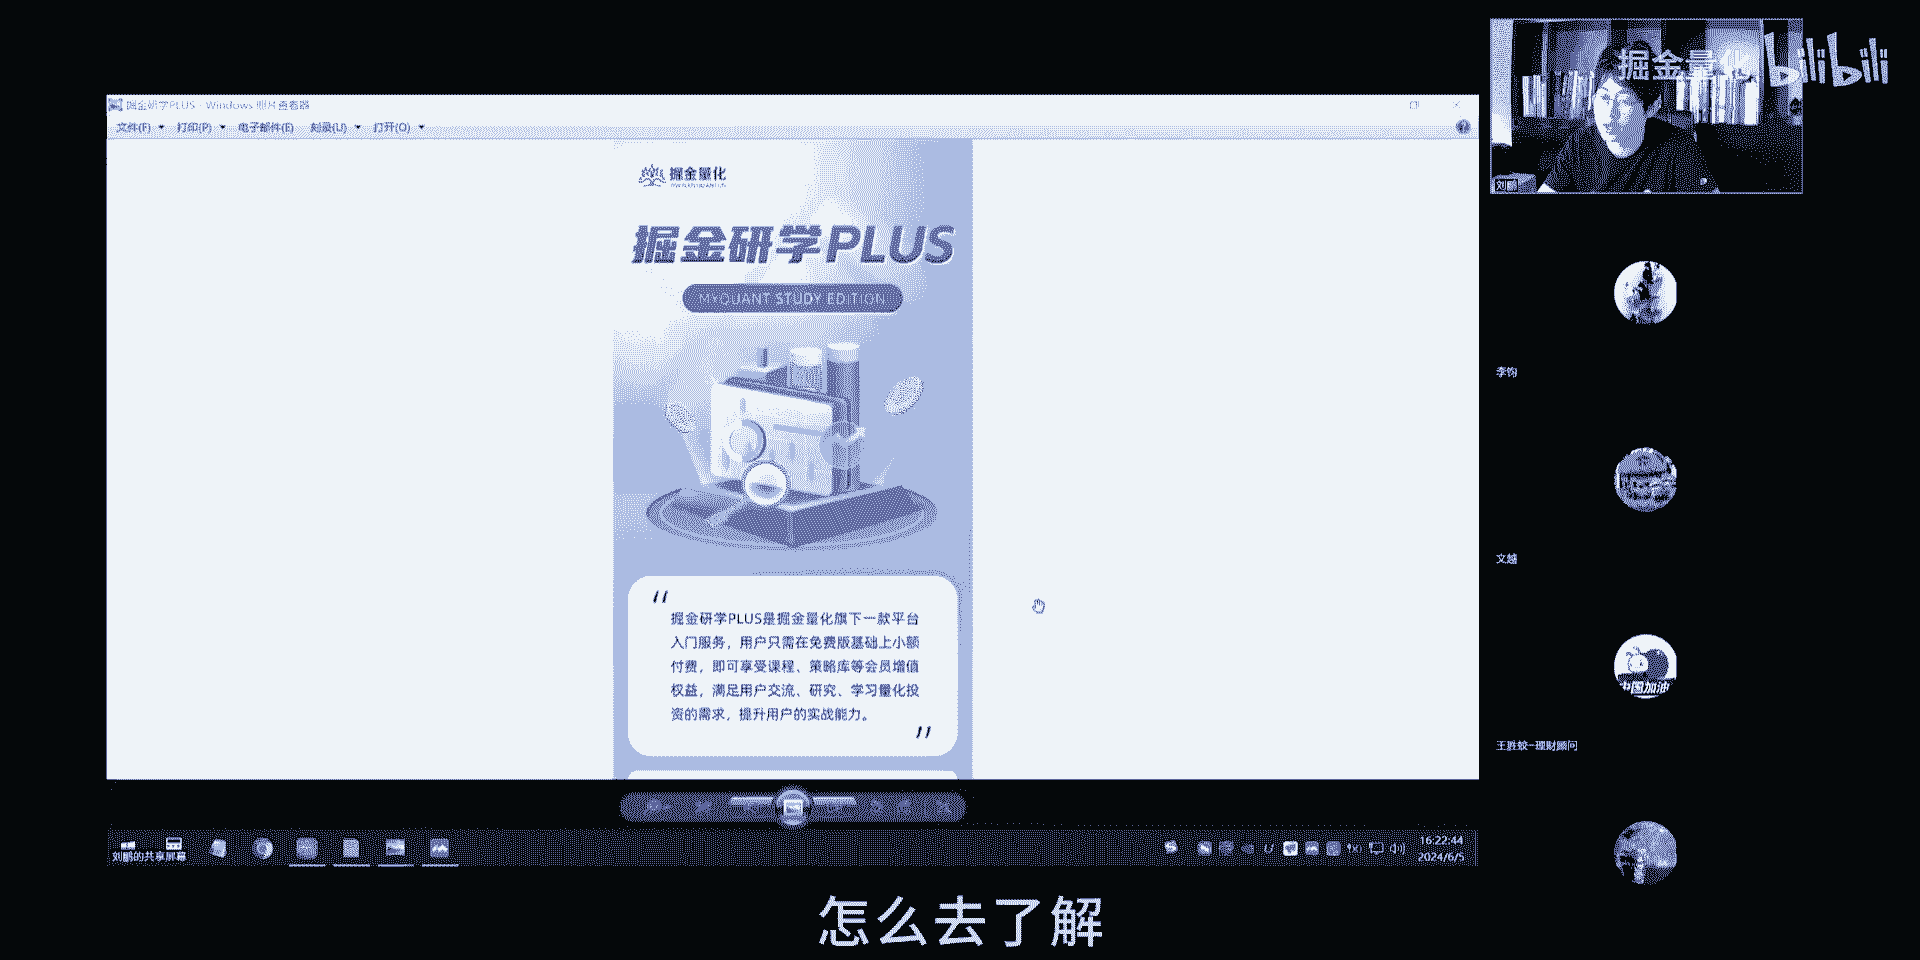 掘金量化 bilibili
掘金研学PLUS - Windows 照片查看器
文件(F) 打印(P) 电子邮件(E) 刻录(U) 打开(O)
刘鹏
掘金量化
掘金研学PLUS
MYQUANT STUDY EDITION
李钧
文越
中国加油
"
掘金研学PLUS是掘金量化旗下一款平台
入门服务，用户只需在免费版基础上小额
付费，即可享受课程、策略库等会员增值
权益，满足用户交流、研究、学习量化投
资的需求，提升用户的实战能力。
"
刘鹏的共享屏幕
16:22:44
2024/6/5
怎么去了解